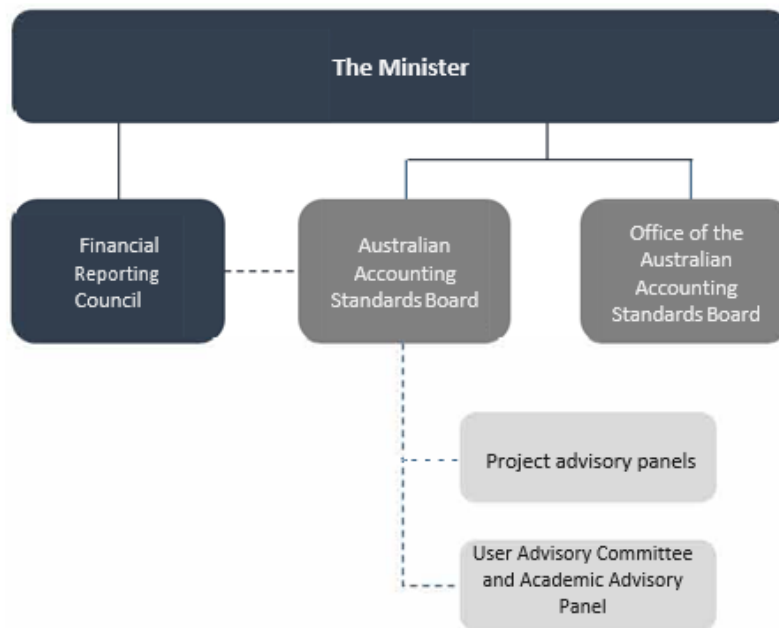 The Minister
Financial
Reporting
Council
Australian
Accounting
Standards Board
Office of the
Australian
Accounting
Standards Board
Project advisory panels
User Advisory Committee
and Academic Advisory
Panel